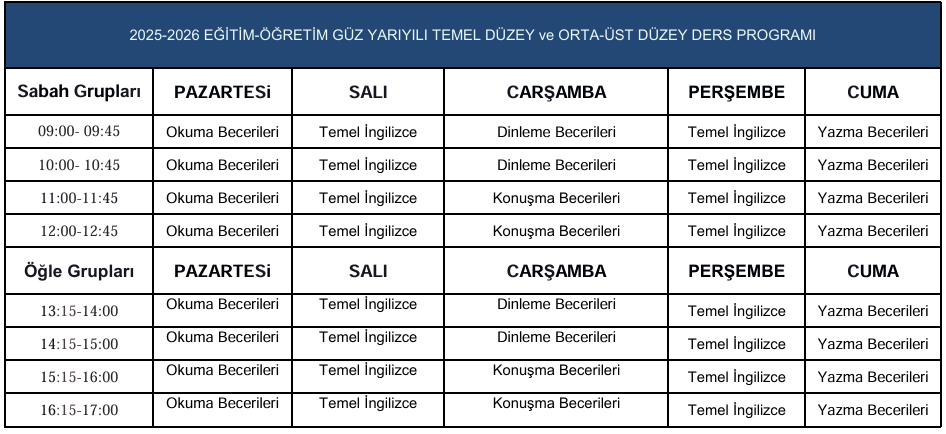 2025-2026 EĞİTİM-ÖĞRETİM GÜZ YARIYILI TEMEL DÜZEY ve ORTA-ÜST DÜZEY DERS PROGRAMI
Sabah Grupları PAZARTESİ SALI ÇARŞAMBA PERŞEMBE CUMA
09:00- 09:45 Okuma Becerileri Temel İngilizce Dinleme Becerileri Temel İngilizce Yazma Becerileri
10:00- 10:45 Okuma Becerileri Temel İngilizce Dinleme Becerileri Temel İngilizce Yazma Becerileri
11:00-11:45 Okuma Becerileri Temel İngilizce Konuşma Becerileri Temel İngilizce Yazma Becerileri
12:00-12:45 Okuma Becerileri Temel İngilizce Konuşma Becerileri Temel İngilizce Yazma Becerileri
Öğle Grupları PAZARTESİ SALI ÇARŞAMBA PERŞEMBE CUMA
13:15-14:00 Okuma Becerileri Temel İngilizce Dinleme Becerileri Temel İngilizce Yazma Becerileri
14:15-15:00 Okuma Becerileri Temel İngilizce Dinleme Becerileri Temel İngilizce Yazma Becerileri
15:15-16:00 Okuma Becerileri Temel İngilizce Konuşma Becerileri Temel İngilizce Yazma Becerileri
16:15-17:00 Okuma Becerileri Temel İngilizce Konuşma Becerileri Temel İngilizce Yazma Becerileri